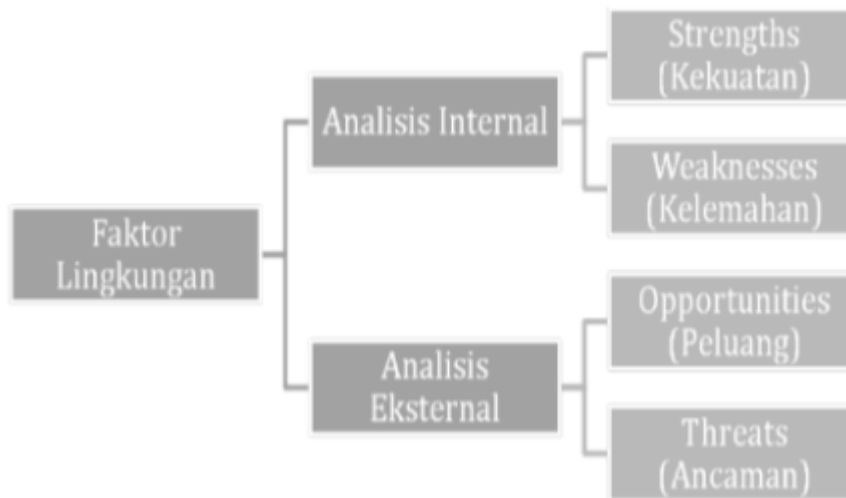 Faktor
Lingkungan
Analisis Internal
Strengths
(Kekuatan)
Weaknesses
(Kelemahan)
Analisis
Eksternal
Opportunities
(Peluang)
Threats
(Ancaman)